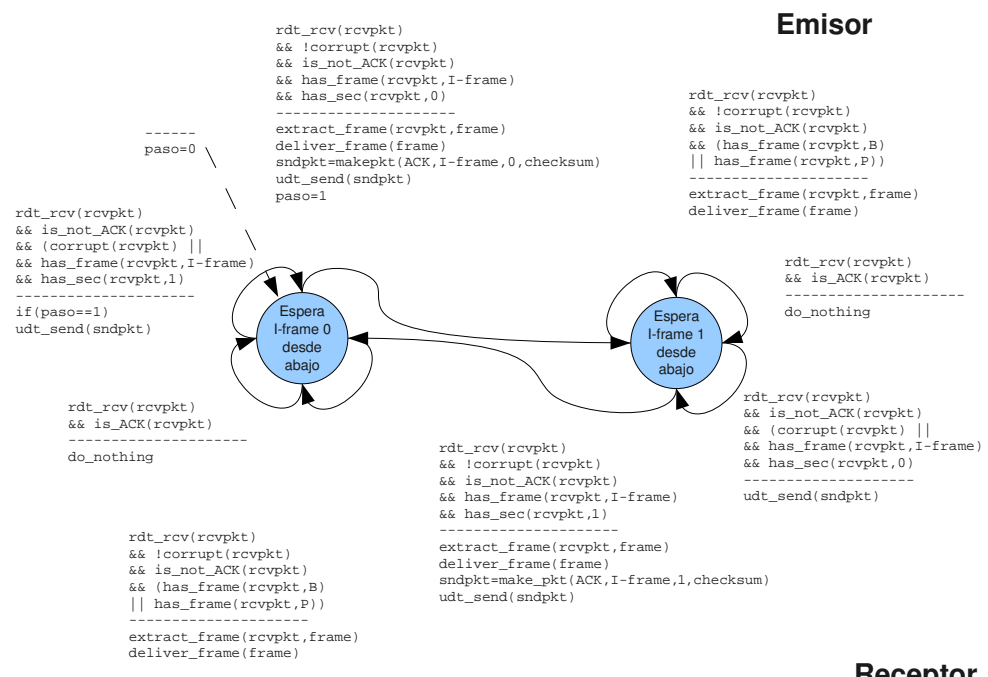 Emisor
rdt_rcv(rcvpkt)
&& !corrupt(rcvpkt)
&& is_not_ACK(rcvpkt)
&& has_frame(rcvpkt,I-frame)
&& has_sec(rcvpkt,0)
---------------------
extract_frame(rcvpkt,frame)
deliver_frame(frame)
sndpkt=makepkt(ACK,I-frame,0,checksum)
udt_send(sndpkt)
paso=1
rdt_rcv(rcvpkt)
&& !corrupt(rcvpkt)
&& is_not_ACK(rcvpkt)
&& (has_frame(rcvpkt,B)
|| has_frame(rcvpkt,P))
---------------------
extract_frame(rcvpkt,frame)
deliver_frame(frame)
------
paso=0
rdt_rcv(rcvpkt)
&& is_not_ACK(rcvpkt)
&& (corrupt(rcvpkt) ||
&& has_frame(rcvpkt,I-frame)
&& has_sec(rcvpkt,1)
---------------------
if(paso==1)
udt_send(sndpkt)
rdt_rcv(rcvpkt)
&& is_ACK(rcvpkt)
---------------------
do_nothing
Espera
I-frame 0
desde
abajo
Espera
I-frame 1
desde
abajo
rdt_rcv(rcvpkt)
&& is_ACK(rcvpkt)
---------------------
do_nothing
rdt_rcv(rcvpkt)
&& is_not_ACK(rcvpkt)
&& (corrupt(rcvpkt) ||
&& has_frame(rcvpkt,I-frame)
&& has_sec(rcvpkt,0)
--------------------
udt_send(sndpkt)
rdt_rcv(rcvpkt)
&& !corrupt(rcvpkt)
&& is_not_ACK(rcvpkt)
&& has_frame(rcvpkt,I-frame)
&& has_sec(rcvpkt,1)
---------------------
extract_frame(rcvpkt,frame)
deliver_frame(frame)
sndpkt=make_pkt(ACK,I-frame,1,checksum)
udt_send(sndpkt)
rdt_rcv(rcvpkt)
&& !corrupt(rcvpkt)
&& is_not_ACK(rcvpkt)
&& (has_frame(rcvpkt,B)
|| has_frame(rcvpkt,P))
---------------------
extract_frame(rcvpkt,frame)
deliver_frame(frame)
Receptor